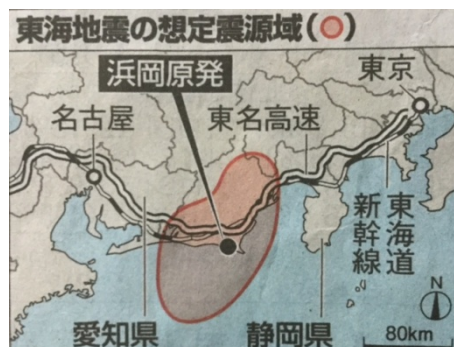 東海地震の想定震源域(○)
浜岡原発
東京
名古屋
東名高速
東海道
新幹線
愛知県
静岡県
N
80km